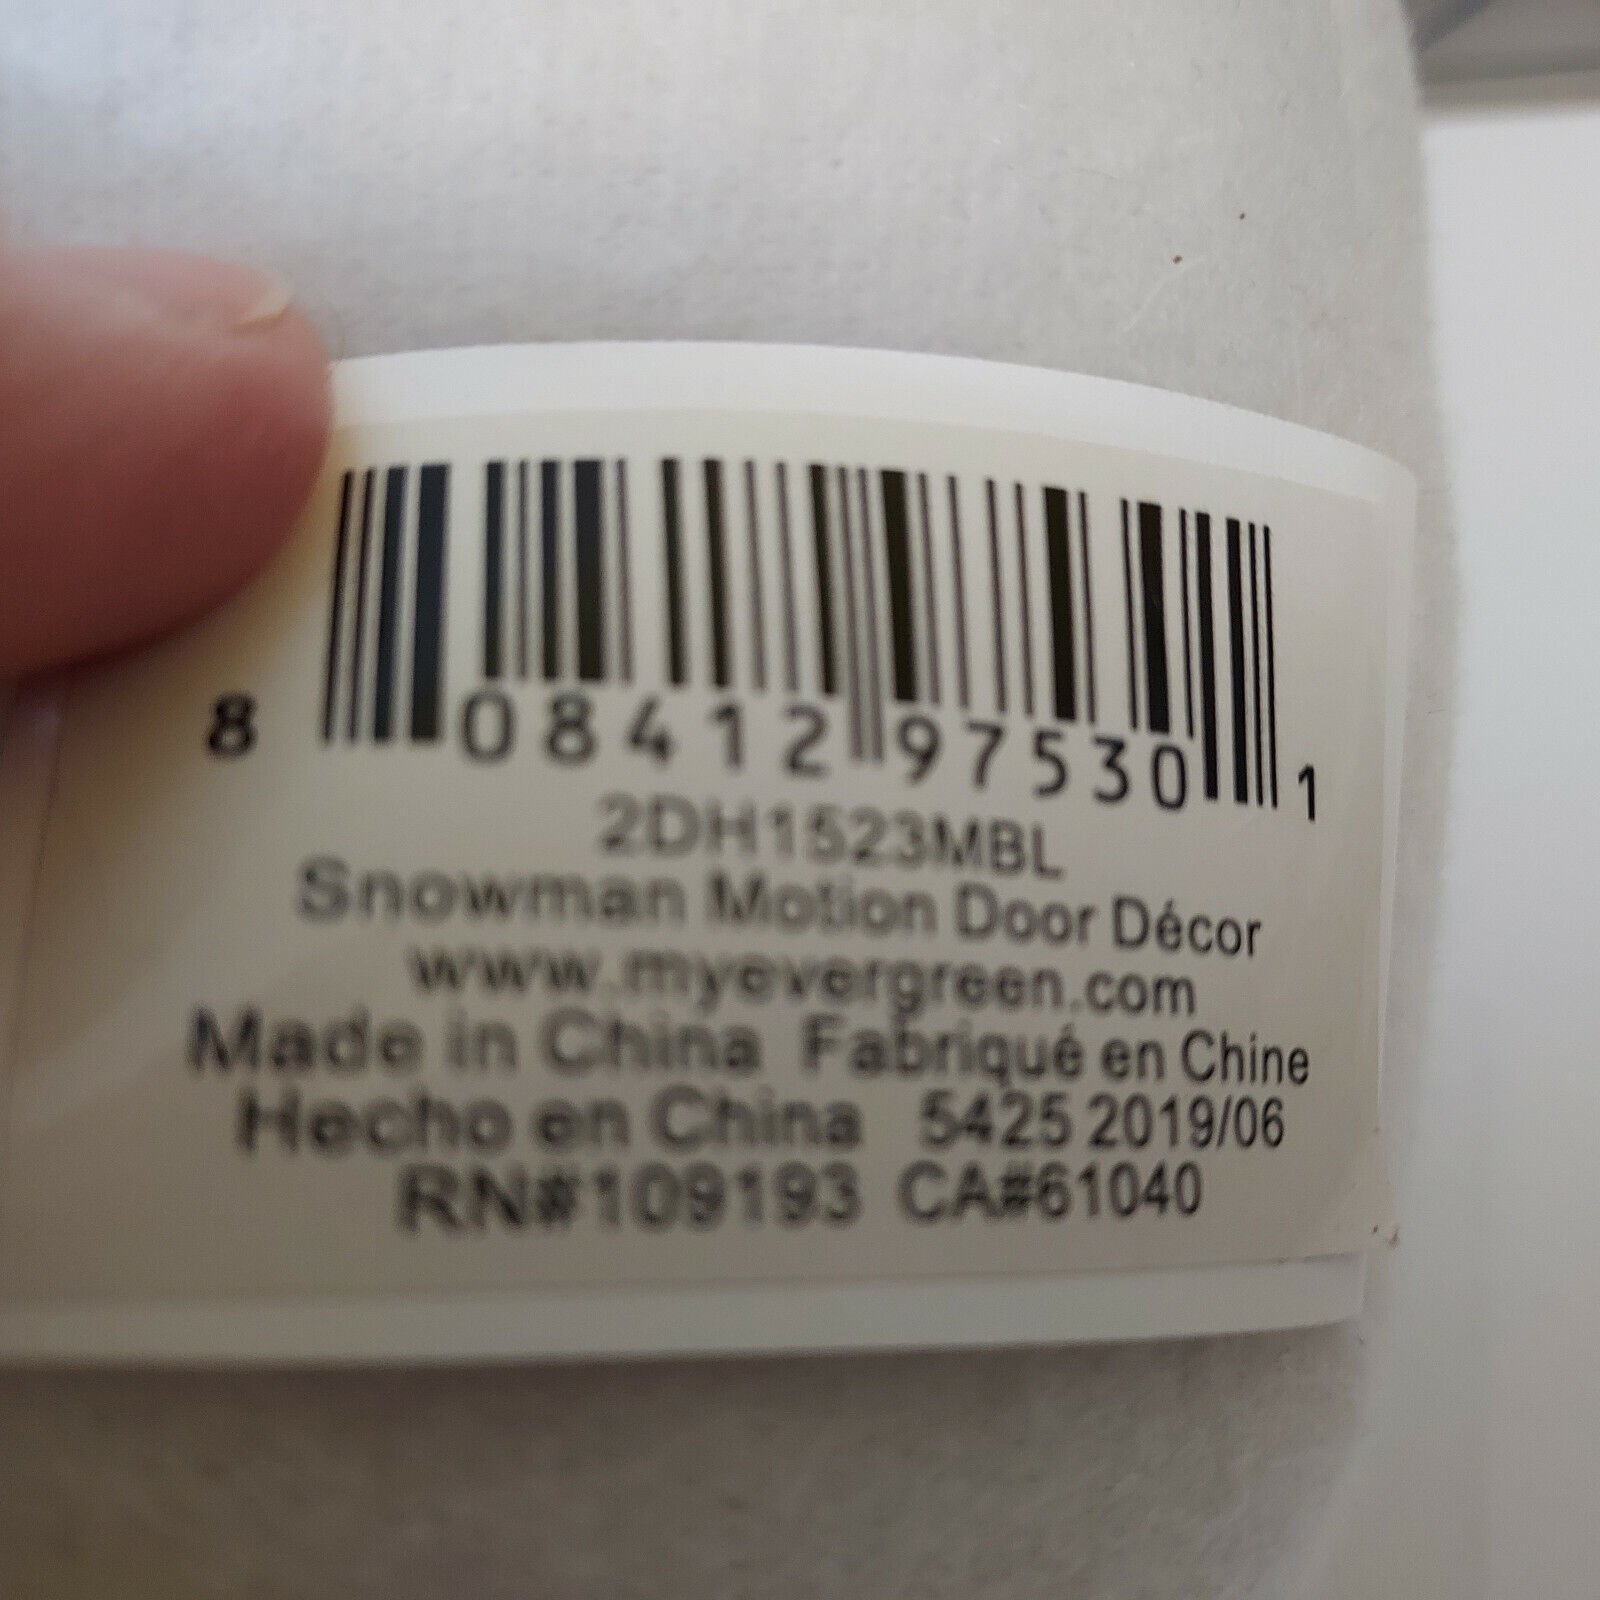 8 08412 97530 1
2DH1523MBL
Snowman Motion Door Décor
www.myevergreen.com
Made in China Fabriqué en Chine
Hecho en China 5425 2019/06
RN#109193 CA#61040